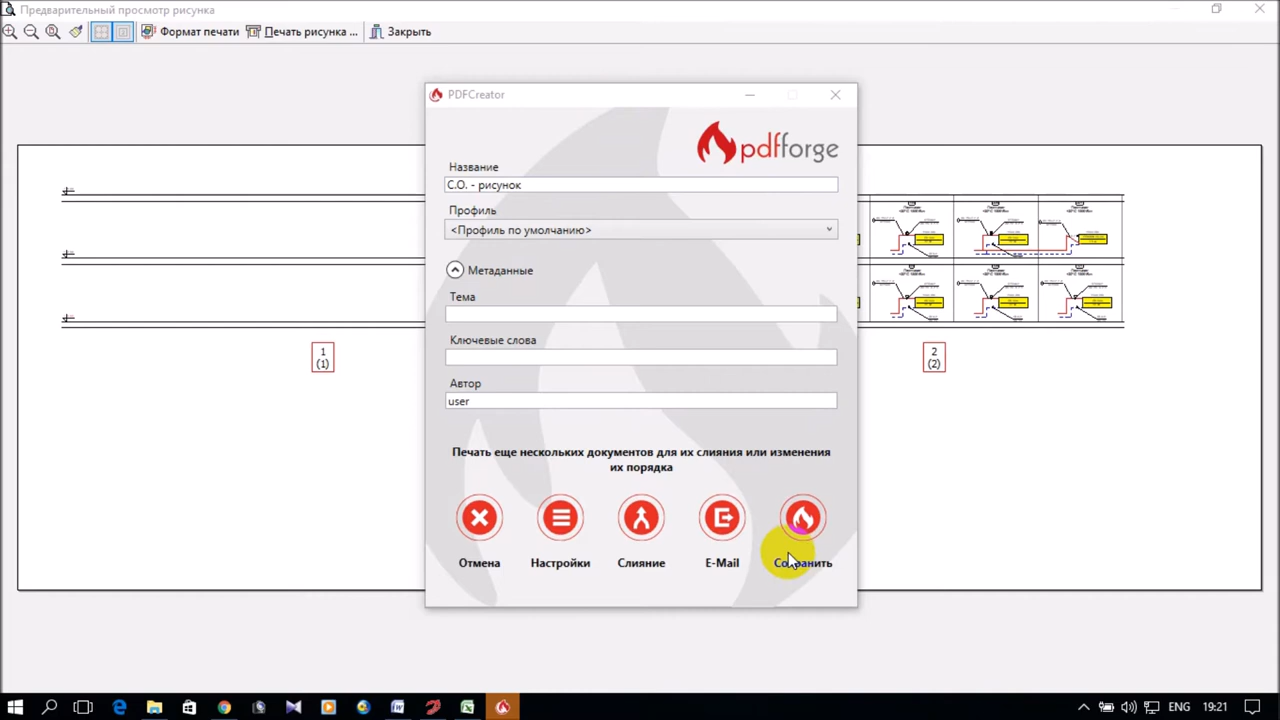 Предварительный просмотр рисунка
Формат печати
Печать рисунка ...
Закрыть
PDFCreator
pdfforge
Название
С.О. - рисунок
Профиль
<Профиль по умолчанию>
Метаданные
Тема
Ключевые слова
Автор
user
Печать еще нескольких документов для их слияния или изменения
их порядка
Отмена
Настройки
Слияние
E-Mail
Сохранить
1
(1)
2
(2)
ENG
19:21